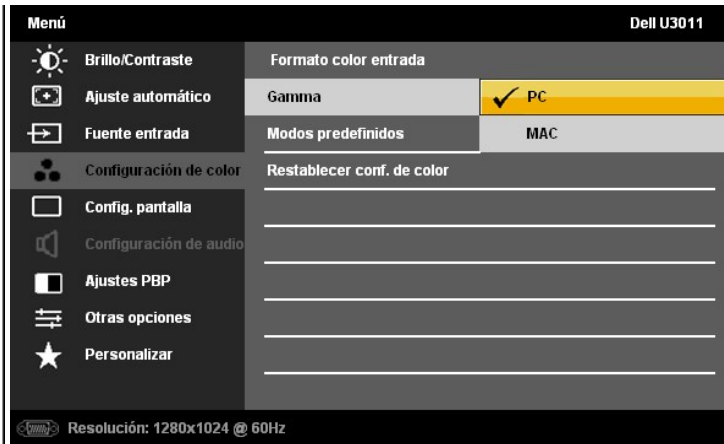 Menú Dell U3011
Brillo/Contraste Formato color entrada
Ajuste automático Gamma PC
Fuente entrada Modos predefinidos MAC
Configuración de color Restablecer conf. de color
Config. pantalla
Configuración de audio
Ajustes PBP
Otras opciones
Personalizar
Resolución: 1280x1024 @ 60Hz